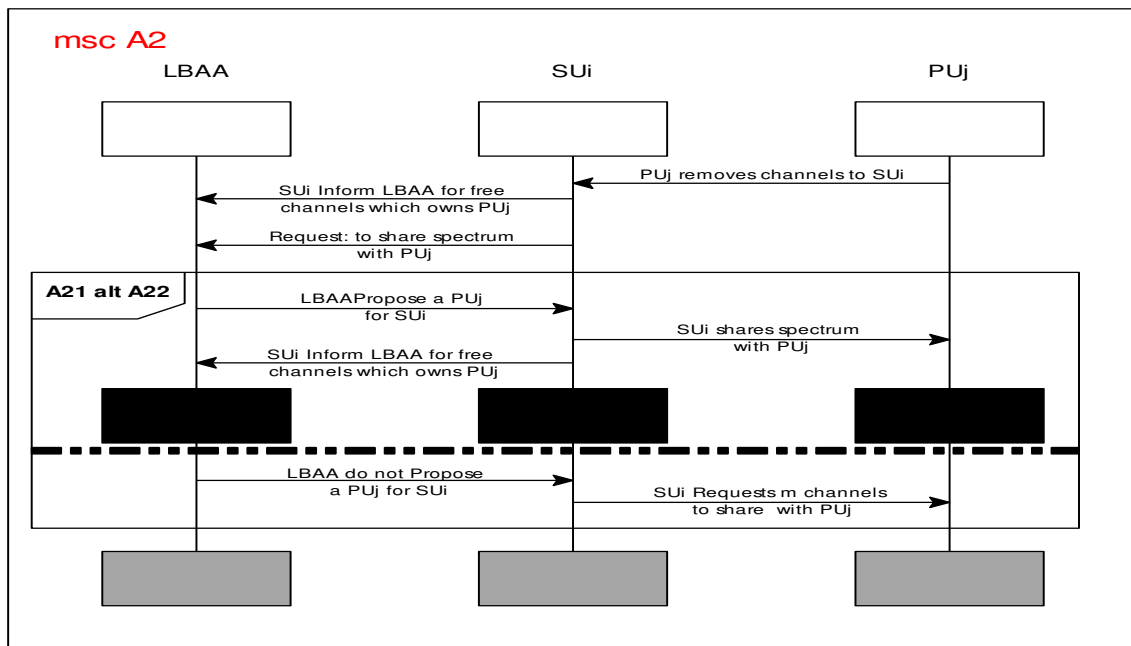 msc A2
LBAA
SUi
PUj
PUj removes channels to SUi
SUi Inform LBAA for free
channels which owns PUj
Request: to share spectrum
with PUj
A21 alt A22
LBAAPropose a PUj
for SUi
SUi shares spectrum
with PUj
SUi Inform LBAA for free
channels which owns PUj
LBAA do not Propose
a PUj for SUi
SUi Requests m channels
to share with PUj